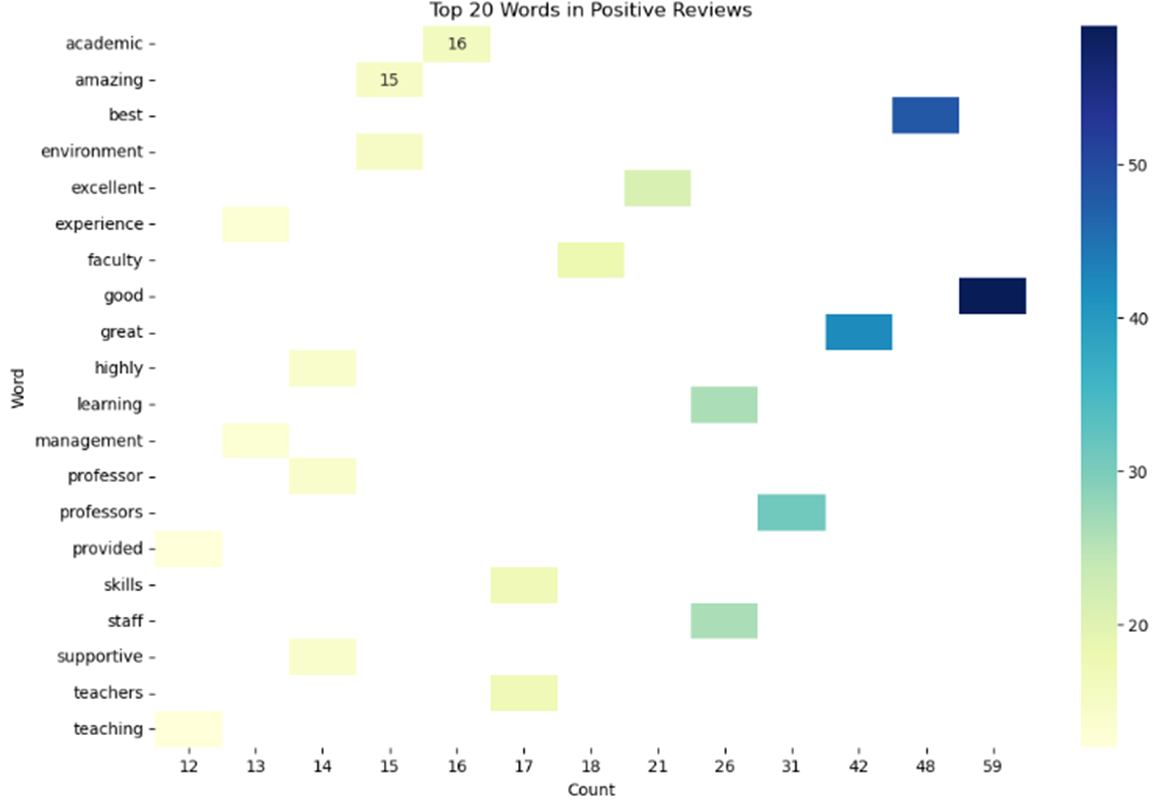 Top 20 Words in Positive Reviews
academic
amazing
best
environment
excellent
experience
faculty
good
great
highly
learning
management
professor
professors
provided
skills
staff
supportive
teachers
teaching
Word
16
15
12 13 14 15 16 17 18 21 26 31 42 48 59
Count
50
40
30
20